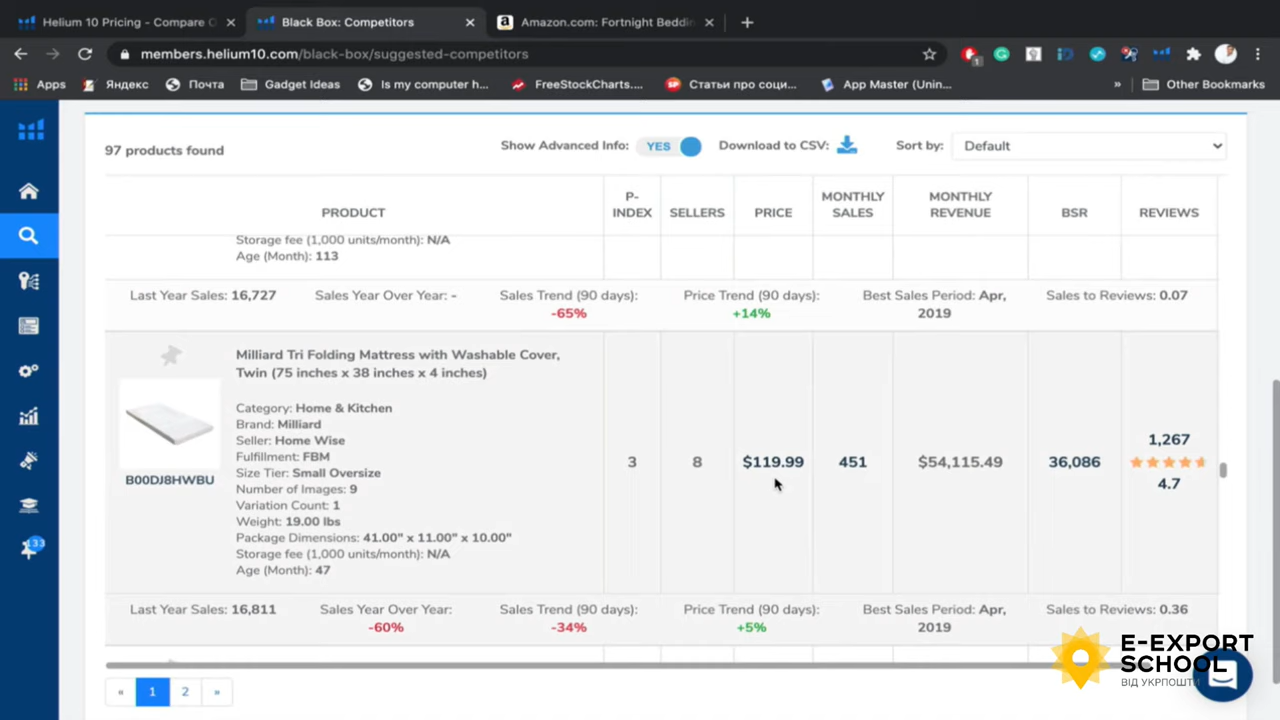 Helium 10 Pricing - Compare
Black Box: Competitors
Amazon.com: Fortnight Beddin
members.helium10.com/black-box/suggested-competitors
1
Apps
Яндекс
Почта
Gadget Ideas
Is my computer h...
FreeStockCharts....
Статьи про соци...
App Master (Unin...
»
Other Bookmarks
97 products found
Show Advanced Info: YES
Download to CSV:
Sort by: Default
PRODUCT
P-
INDEX
SELLERS
PRICE
MONTHLY
SALES
MONTHLY
REVENUE
BSR
REVIEWS
Storage fee (1,000 units/month): N/A
Age (Month): 113
Last Year Sales: 16,727
Sales Year Over Year: -
Sales Trend (90 days):
-65%
Price Trend (90 days):
+14%
Best Sales Period: Apr,
2019
Sales to Reviews: 0.07
Milliard Tri Folding Mattress with Washable Cover,
Twin (75 inches x 38 inches x 4 inches)
Category: Home & Kitchen
Brand: Milliard
Seller: Home Wise
Fulfillment: FBM
Size Tier: Small Oversize
Number of Images: 9
Variation Count: 1
Weight: 19.00 lbs
Package Dimensions: 41.00" x 11.00" x 10.00"
Storage fee (1,000 units/month): N/A
Age (Month): 47
B00DJ8HWBU
3
8
$119.99
451
$54,115.49
36,086
1,267
4.7
Last Year Sales: 16,811
Sales Year Over Year:
-60%
Sales Trend (90 days):
-34%
Price Trend (90 days):
+5%
Best Sales Period: Apr,
2019
Sales to Reviews: 0.36
133
« 1 2 »
E-EXPORT
SCHOOL
ВІД УКРПОШТИ